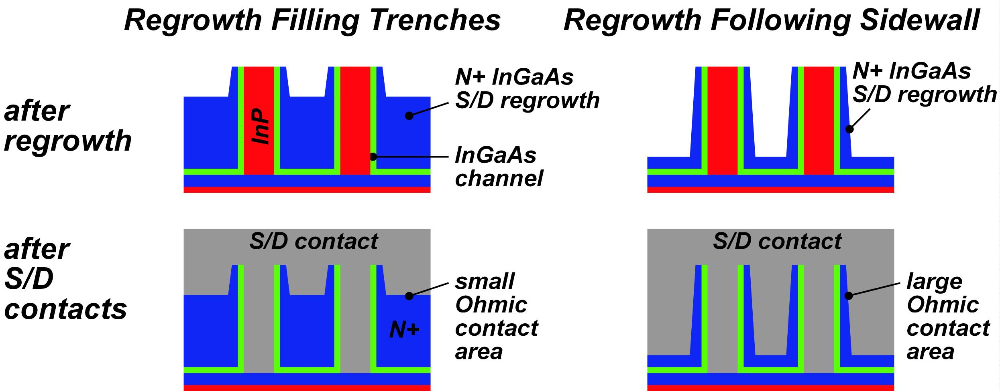 Regrowth Filling Trenches
Regrowth Following Sidewall
after
regrowth
InP
N+ InGaAs
S/D regrowth
InGaAs
channel
N+ InGaAs
S/D regrowth
after
S/D
contacts
S/D contact
small
Ohmic
contact
area
N+
S/D contact
large
Ohmic
contact
area